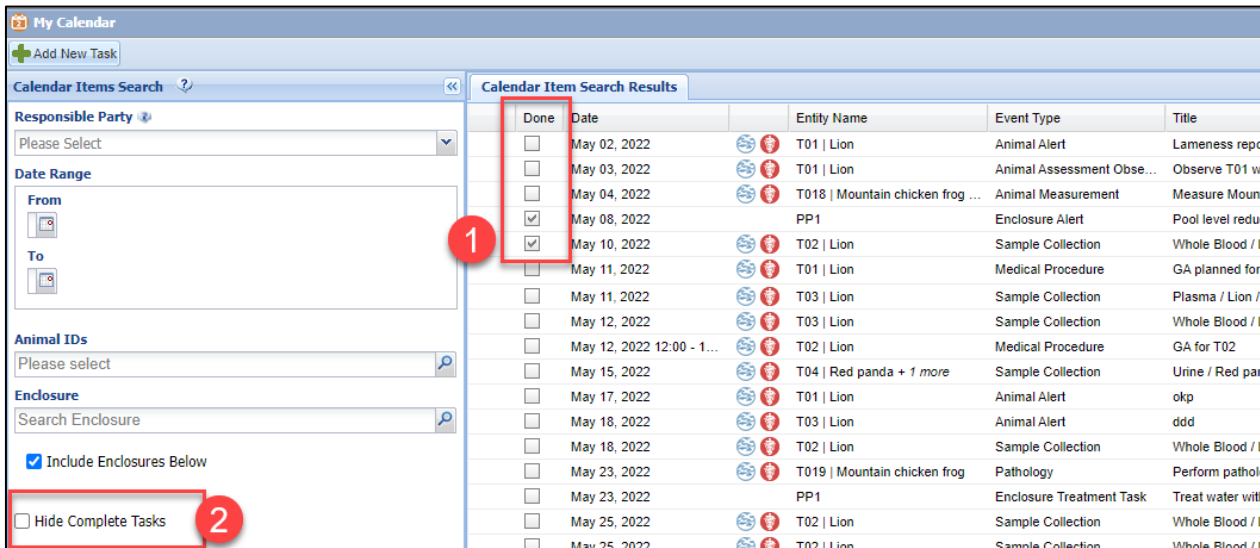 My Calendar
Add New Task
Calendar Items Search
Responsible Party
Please Select
Date Range
From
To
Animal IDs
Please select
Enclosure
Search Enclosure
Include Enclosures Below
Hide Complete Tasks
2
1
Calendar Item Search Results
Done Date Entity Name Event Type Title
May 02, 2022 T01 | Lion Animal Alert Lameness repo
May 03, 2022 T01 | Lion Animal Assessment Obse... Observe T01 w
May 04, 2022 T018 | Mountain chicken frog ... Animal Measurement Measure Moun
May 08, 2022 PP1 Enclosure Alert Pool level redu
May 10, 2022 T02 | Lion Sample Collection Whole Blood /
May 11, 2022 T01 | Lion Medical Procedure GA planned for
May 11, 2022 T03 | Lion Sample Collection Plasma / Lion /
May 12, 2022 T03 | Lion Sample Collection Whole Blood /
May 12, 2022 12:00 - 1... T02 | Lion Medical Procedure GA for T02
May 15, 2022 T04 | Red panda + 1 more Sample Collection Urine / Red par
May 17, 2022 T01 | Lion Animal Alert okp
May 18, 2022 T03 | Lion Animal Alert ddd
May 18, 2022 T02 | Lion Sample Collection Whole Blood /
May 23, 2022 T019 | Mountain chicken frog Pathology Perform pathol
May 23, 2022 PP1 Enclosure Treatment Task Treat water wit
May 25, 2022 T02 | Lion Sample Collection Whole Blood /
May 25, 2022 T02 | Lion Sample Collection Whole Blood /